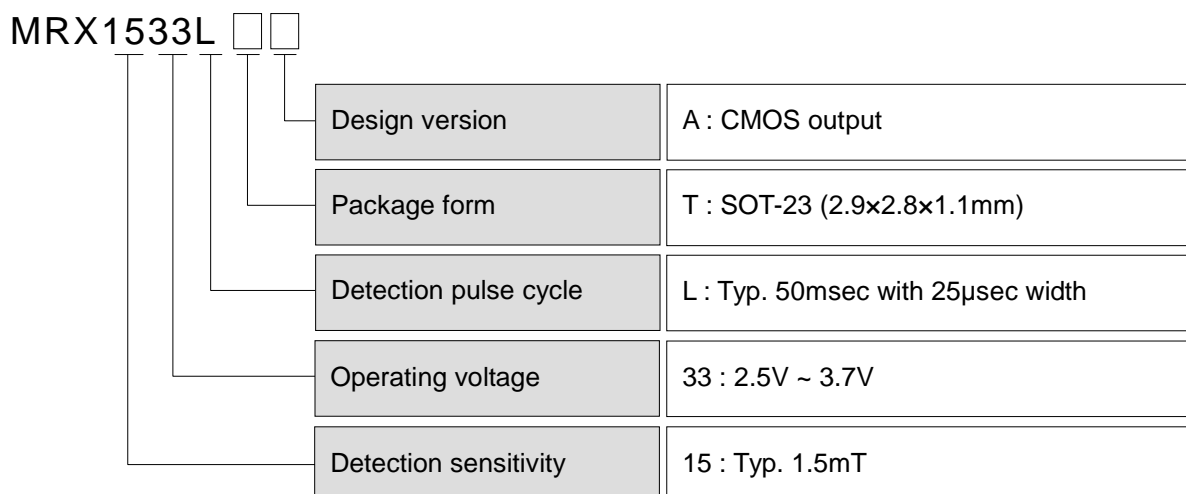 MRX1533L □ □
Design version A : CMOS output
Package form T : SOT-23 (2.9×2.8×1.1mm)
Detection pulse cycle L : Typ. 50msec with 25µsec width
Operating voltage 33 : 2.5V ~ 3.7V
Detection sensitivity 15 : Typ. 1.5mT